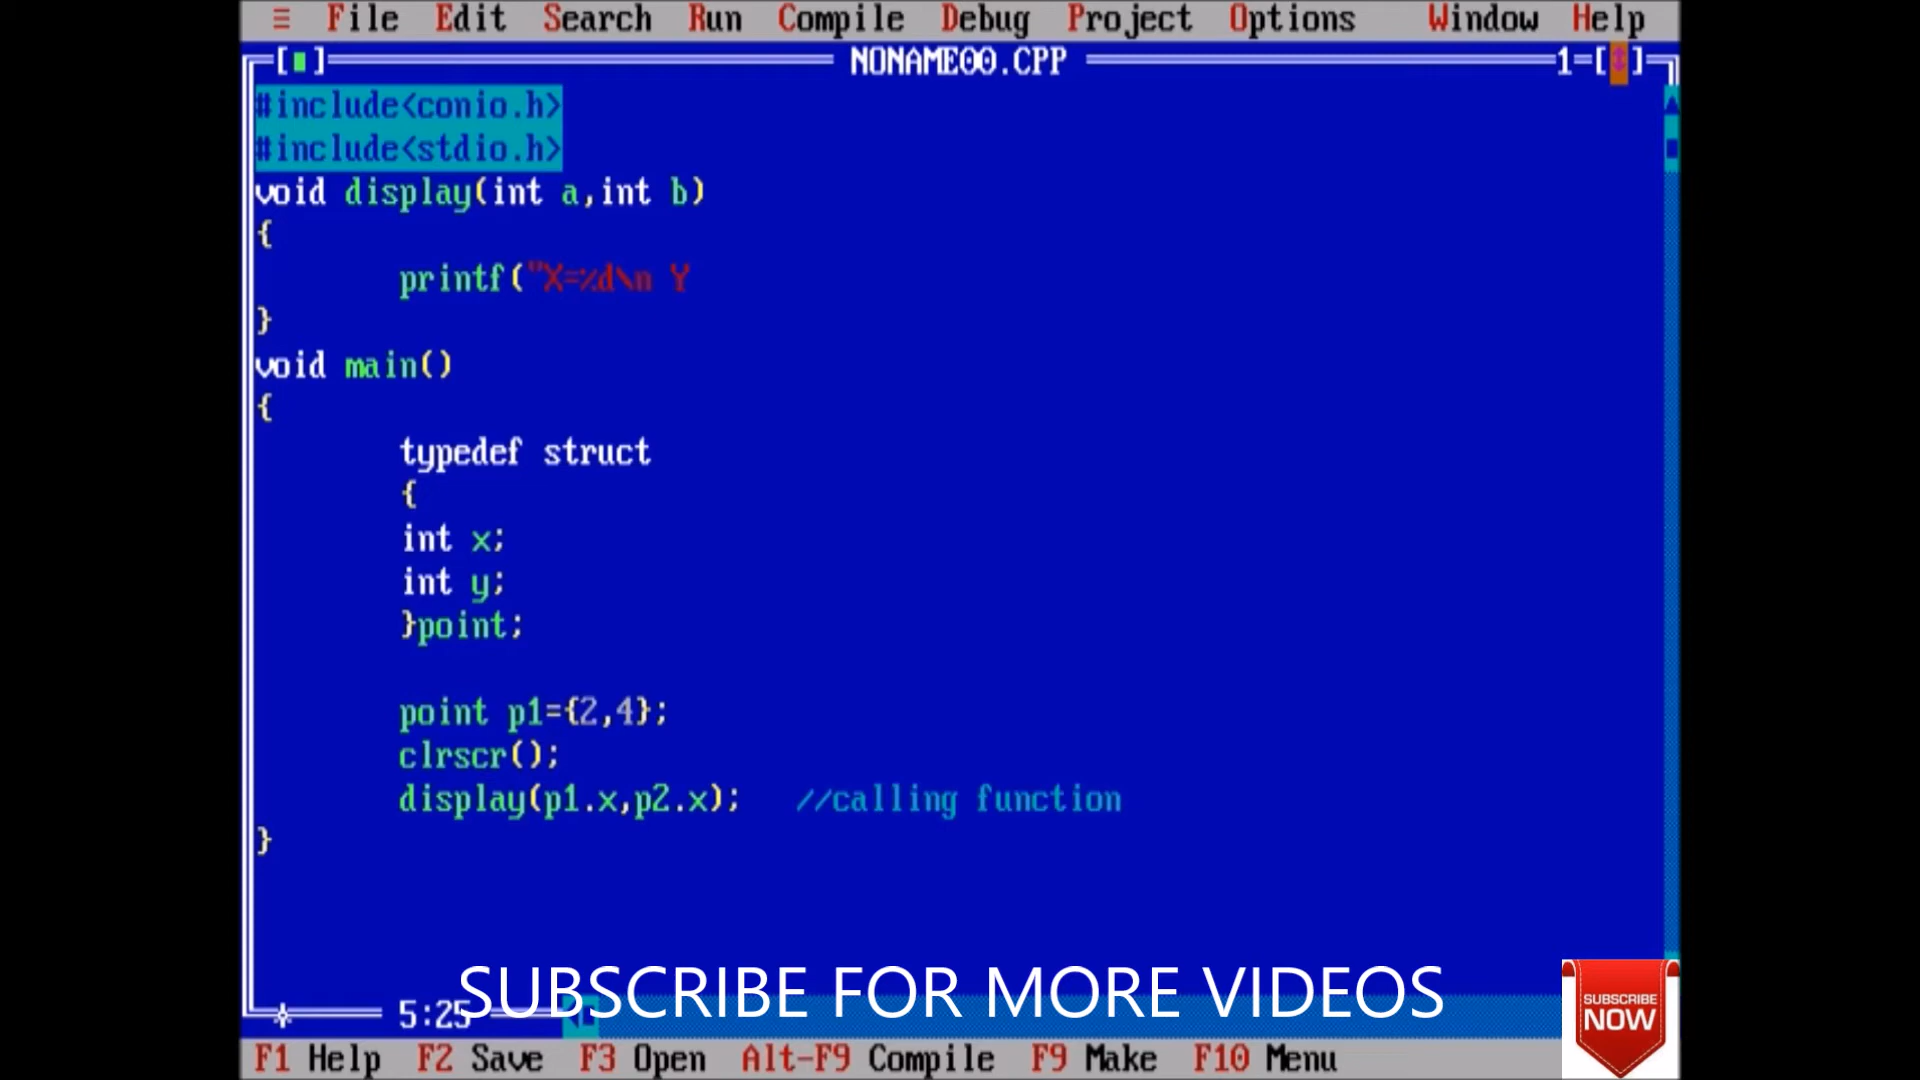 ≡ File Edit Search Run Compile Debug Project Options Window Help
[■] NONAME00.CPP 1=[↕]
#include<conio.h>
#include<stdio.h>
void display(int a,int b)
{
printf("X=%d\n Y
}
void main()
{
typedef struct
{
int x;
int y;
}point;
point p1={2,4};
clrscr();
display(p1.x,p2.x); //calling function
}
SUBSCRIBE FOR MORE VIDEOS
5:25
SUBSCRIBE
NOW
F1 Help F2 Save F3 Open Alt-F9 Compile F9 Make F10 Menu